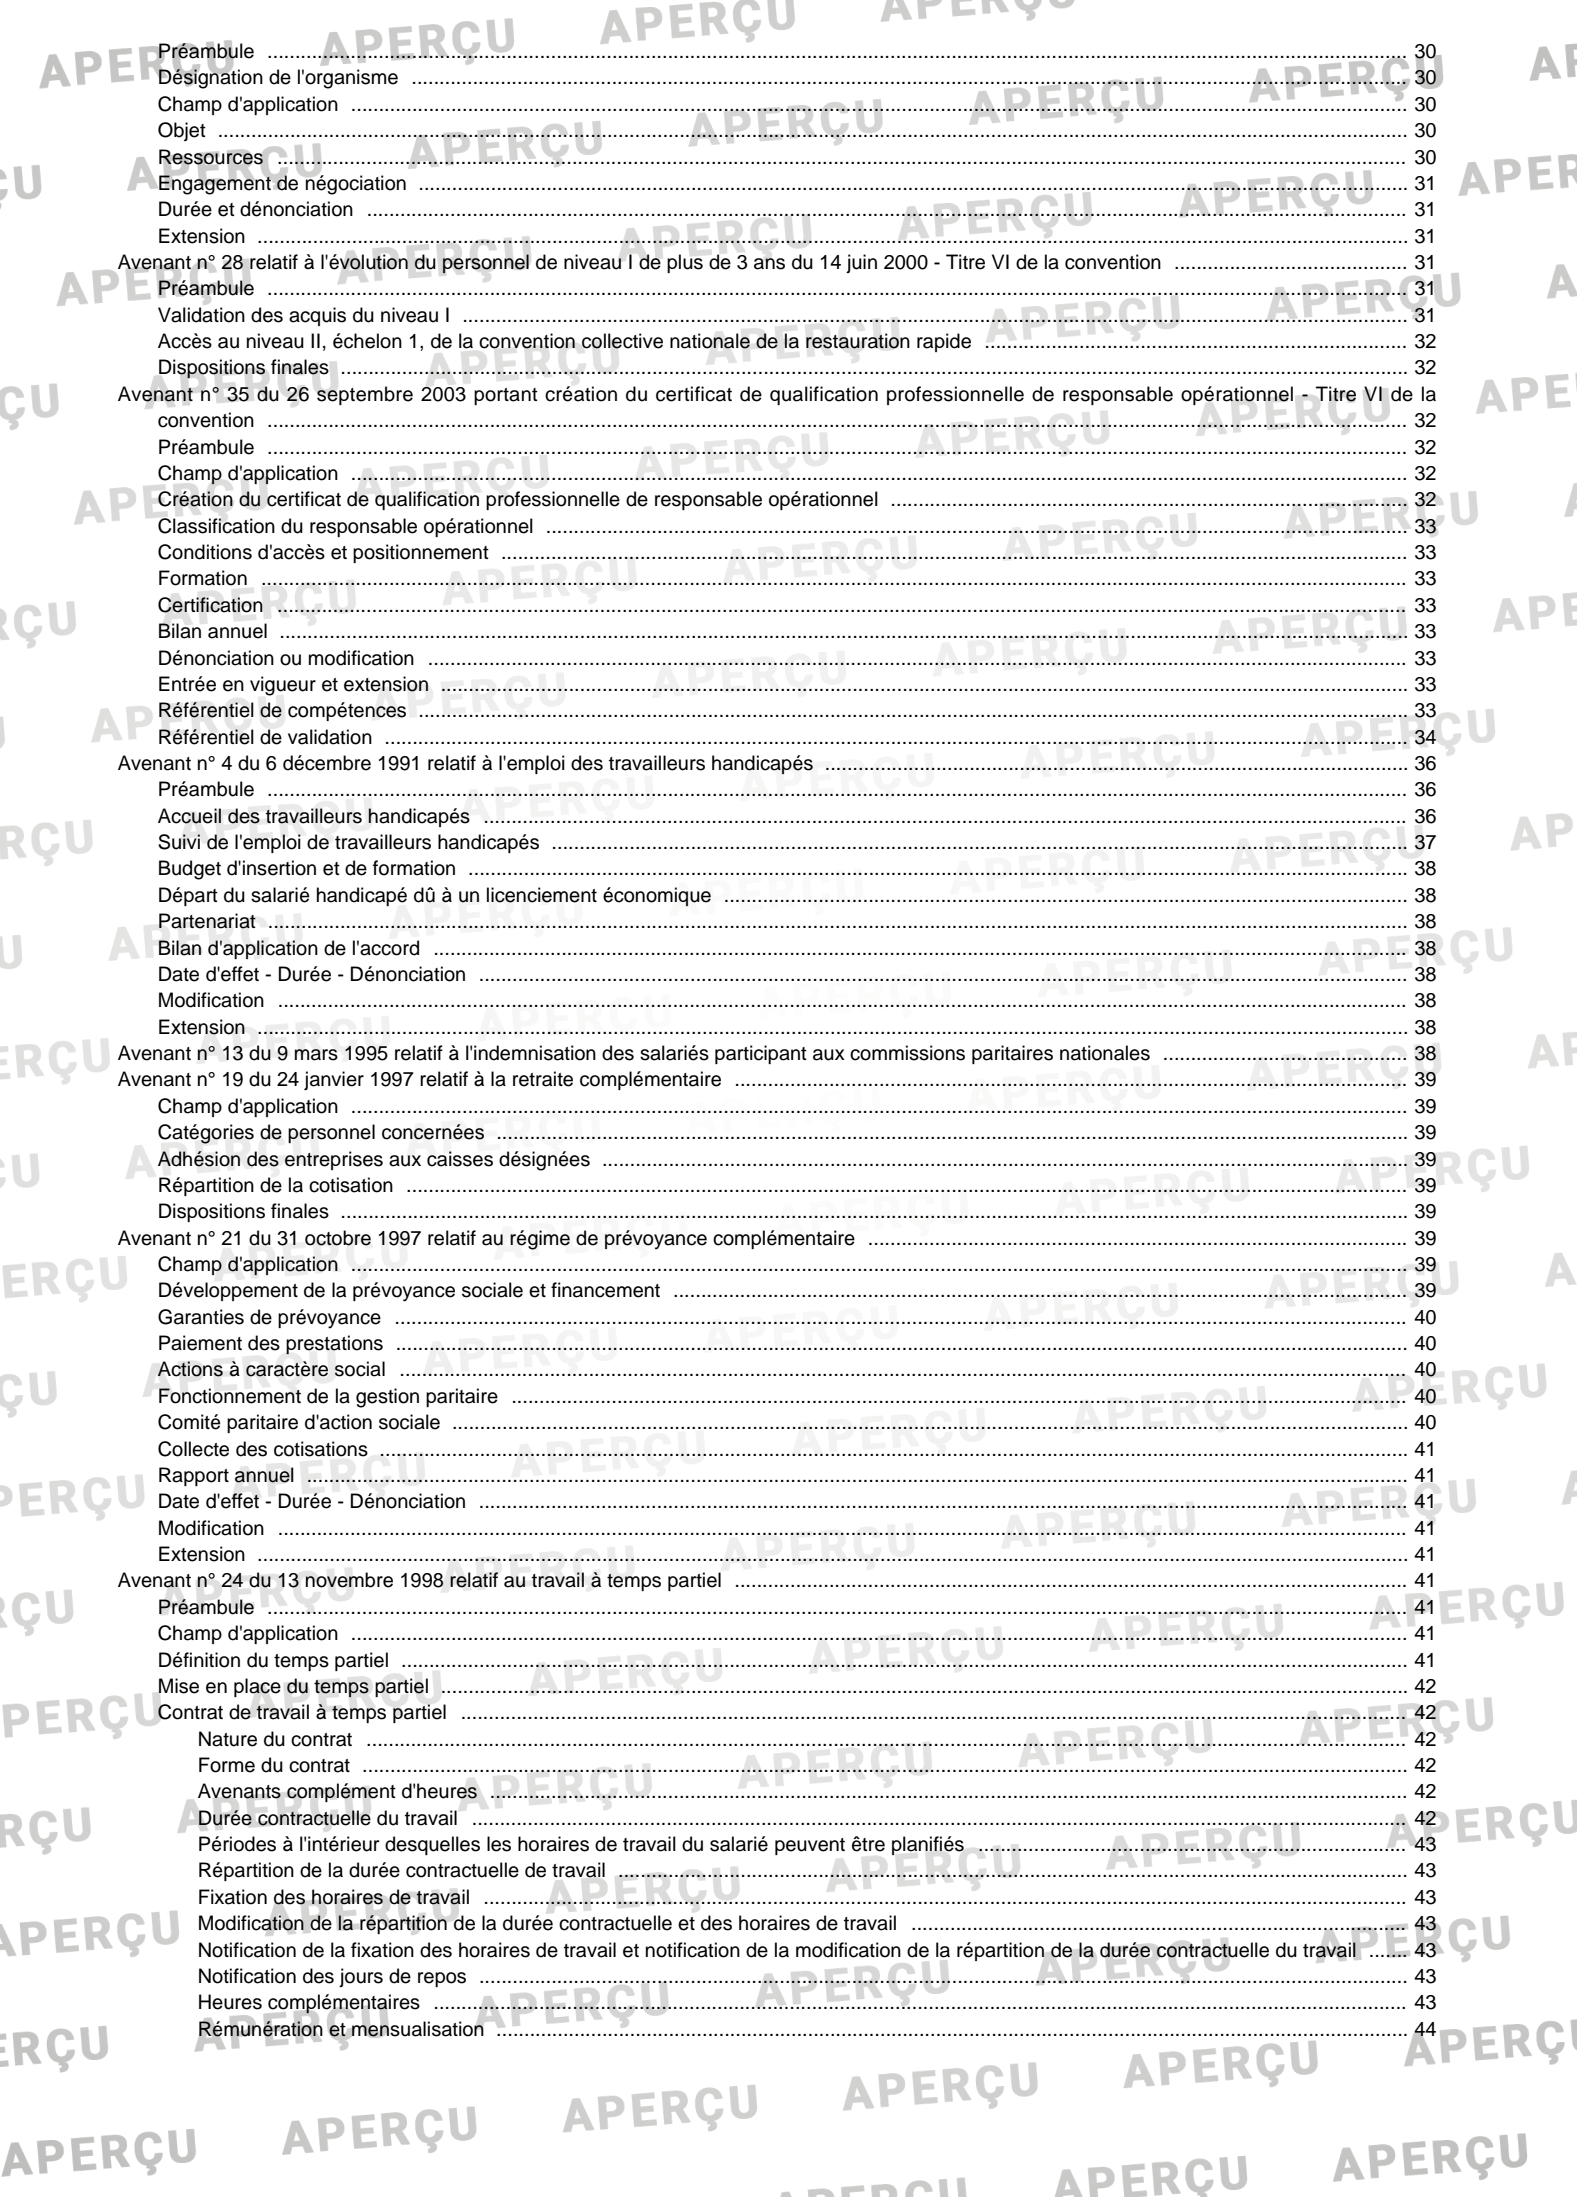 Préambule ........ 30
Désignation de l'organisme ........ 30
Champ d'application ........ 30
Objet ........ 30
Ressources ........ 30
Engagement de négociation ........ 31
Durée et dénonciation ........ 31
Extension ........ 31
Avenant n° 28 relatif à l'évolution du personnel de niveau I de plus de 3 ans du 14 juin 2000 - Titre VI de la convention ........ 31
Préambule ........ 31
Validation des acquis du niveau I ........ 31
Accès au niveau II, échelon 1, de la convention collective nationale de la restauration rapide ........ 32
Dispositions finales ........ 32
Avenant n° 35 du 26 septembre 2003 portant création du certificat de qualification professionnelle de responsable opérationnel - Titre VI de la
convention ........ 32
Préambule ........ 32
Champ d'application ........ 32
Création du certificat de qualification professionnelle de responsable opérationnel ........ 32
Classification du responsable opérationnel ........ 33
Conditions d'accès et positionnement ........ 33
Formation ........ 33
Certification ........ 33
Bilan annuel ........ 33
Dénonciation ou modification ........ 33
Entrée en vigueur et extension ........ 33
Référentiel de compétences ........ 33
Référentiel de validation ........ 34
Avenant n° 4 du 6 décembre 1991 relatif à l'emploi des travailleurs handicapés ........ 36
Préambule ........ 36
Accueil des travailleurs handicapés ........ 36
Suivi de l'emploi de travailleurs handicapés ........ 37
Budget d'insertion et de formation ........ 38
Départ du salarié handicapé dû à un licenciement économique ........ 38
Partenariat ........ 38
Bilan d'application de l'accord ........ 38
Date d'effet - Durée - Dénonciation ........ 38
Modification ........ 38
Extension ........ 38
Avenant n° 13 du 9 mars 1995 relatif à l'indemnisation des salariés participant aux commissions paritaires nationales ........ 38
Avenant n° 19 du 24 janvier 1997 relatif à la retraite complémentaire ........ 39
Champ d'application ........ 39
Catégories de personnel concernées ........ 39
Adhésion des entreprises aux caisses désignées ........ 39
Répartition de la cotisation ........ 39
Dispositions finales ........ 39
Avenant n° 21 du 31 octobre 1997 relatif au régime de prévoyance complémentaire ........ 39
Champ d'application ........ 39
Développement de la prévoyance sociale et financement ........ 39
Garanties de prévoyance ........ 40
Paiement des prestations ........ 40
Actions à caractère social ........ 40
Fonctionnement de la gestion paritaire ........ 40
Comité paritaire d'action sociale ........ 40
Collecte des cotisations ........ 41
Rapport annuel ........ 41
Date d'effet - Durée - Dénonciation ........ 41
Modification ........ 41
Extension ........ 41
Avenant n° 24 du 13 novembre 1998 relatif au travail à temps partiel ........ 41
Préambule ........ 41
Champ d'application ........ 41
Définition du temps partiel ........ 41
Mise en place du temps partiel ........ 42
Contrat de travail à temps partiel ........ 42
Nature du contrat ........ 42
Forme du contrat ........ 42
Avenants complément d'heures ........ 42
Durée contractuelle du travail ........ 42
Périodes à l'intérieur desquelles les horaires de travail du salarié peuvent être planifiés ........ 43
Répartition de la durée contractuelle de travail ........ 43
Fixation des horaires de travail ........ 43
Modification de la répartition de la durée contractuelle et des horaires de travail ........ 43
Notification de la fixation des horaires de travail et notification de la modification de la répartition de la durée contractuelle du travail ....... 43
Notification des jours de repos ........ 43
Heures complémentaires ........ 43
Rémunération et mensualisation ........ 44
APERÇU